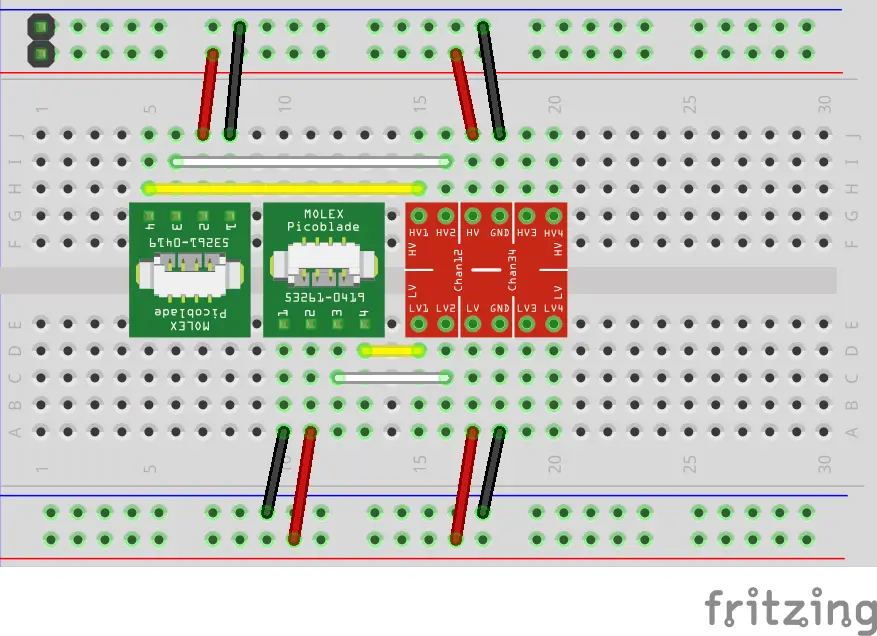 1 5 10 15 20 25 30
J J
I I
H H
G G
F F
4 3 2 1
53261-0419
MOLEX
Picoblade
MOLEX
Picoblade
53261-0419
1 2 3 4
HV1 HV2 HV GND HV3 HV4
HV Chan12 Chan34 HV
LV LV
LV1 LV2 LV GND LV3 LV4
E E
D D
C C
B B
A A
1 5 10 15 20 25 30
fritzing